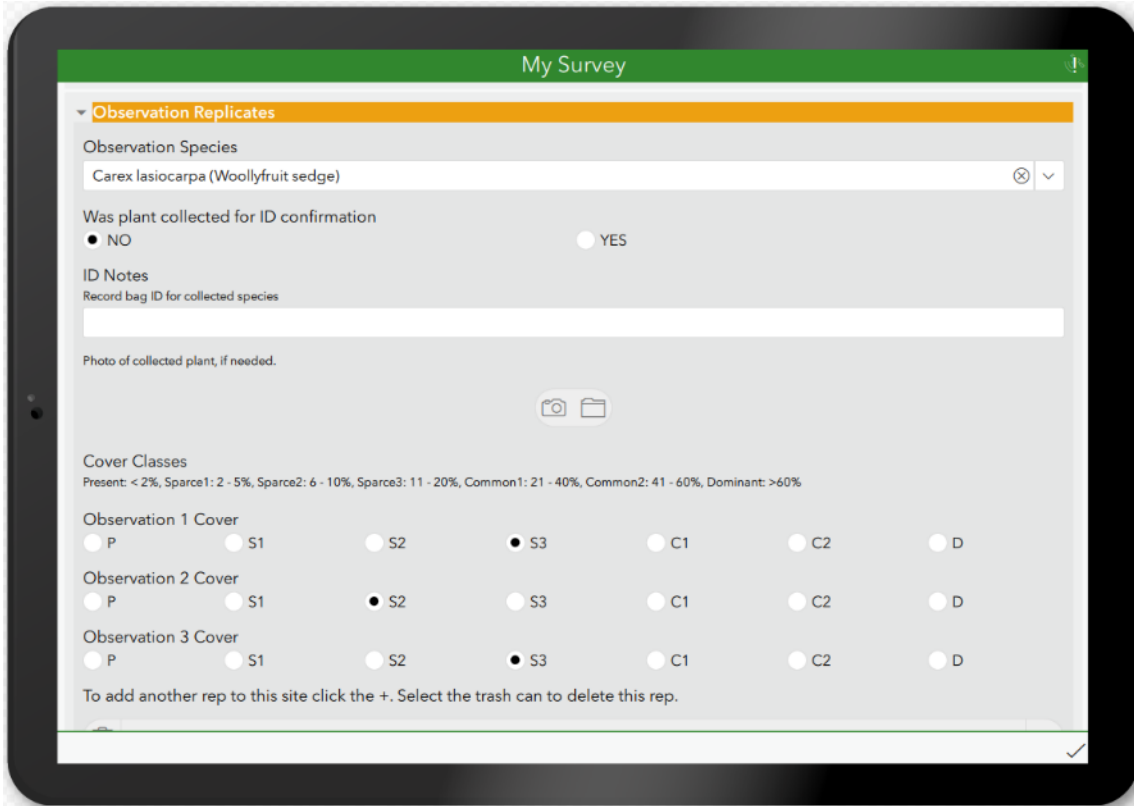 My Survey
Observation Replicates
Observation Species
Carex lasiocarpa (Woollyfruit sedge)
Was plant collected for ID confirmation
NO YES
ID Notes
Record bag ID for collected species
Photo of collected plant, if needed.
Cover Classes
Present: < 2%, Sparce1: 2 - 5%, Sparce2: 6 - 10%, Sparce3: 11 - 20%, Common1: 21 - 40%, Common2: 41 - 60%, Dominant: >60%
Observation 1 Cover
P S1 S2 S3 C1 C2 D
Observation 2 Cover
P S1 S2 S3 C1 C2 D
Observation 3 Cover
P S1 S2 S3 C1 C2 D
To add another rep to this site click the +. Select the trash can to delete this rep.